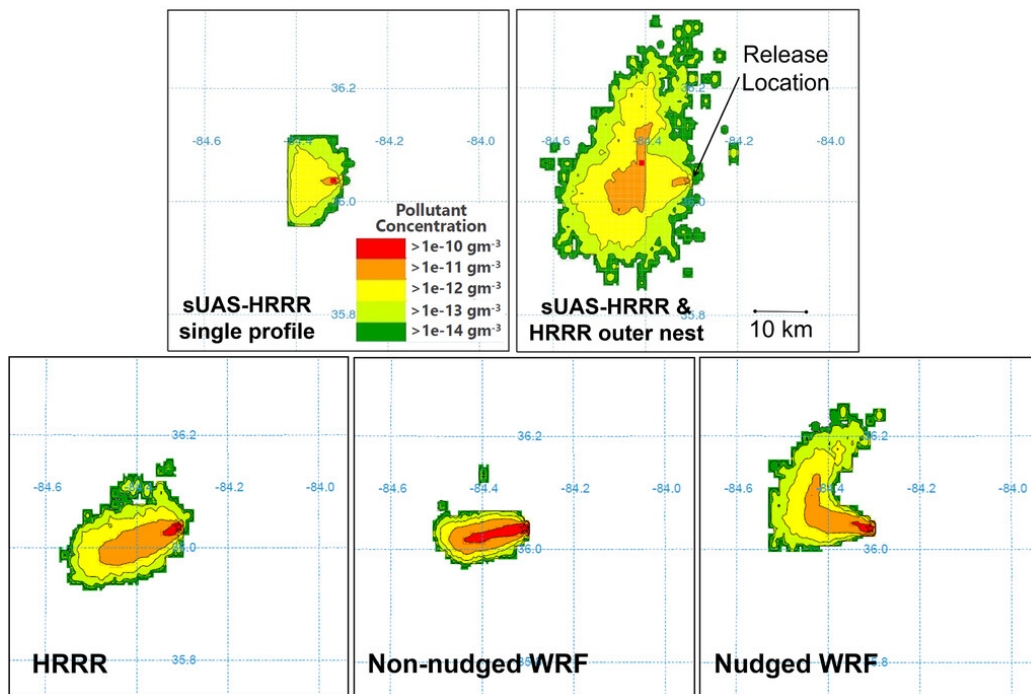 36.2
-84.6
-84.4
-84.2
-84.0
36.0
Pollutant
Concentration
>1e-10 gm⁻³
>1e-11 gm⁻³
>1e-12 gm⁻³
>1e-13 gm⁻³
>1e-14 gm⁻³
35.8
sUAS-HRRR
single profile
Release
Location
36.2
-84.6
-84.4
-84.2
-84.0
36.0
35.8
sUAS-HRRR &
HRRR outer nest
10 km
36.2
-84.6
-84.4
-84.2
-84.0
36.0
35.8
HRRR
36.2
-84.6
-84.4
-84.2
-84.0
36.0
35.8
Non-nudged WRF
36.2
-84.6
-84.4
-84.2
-84.0
36.0
35.8
Nudged WRF